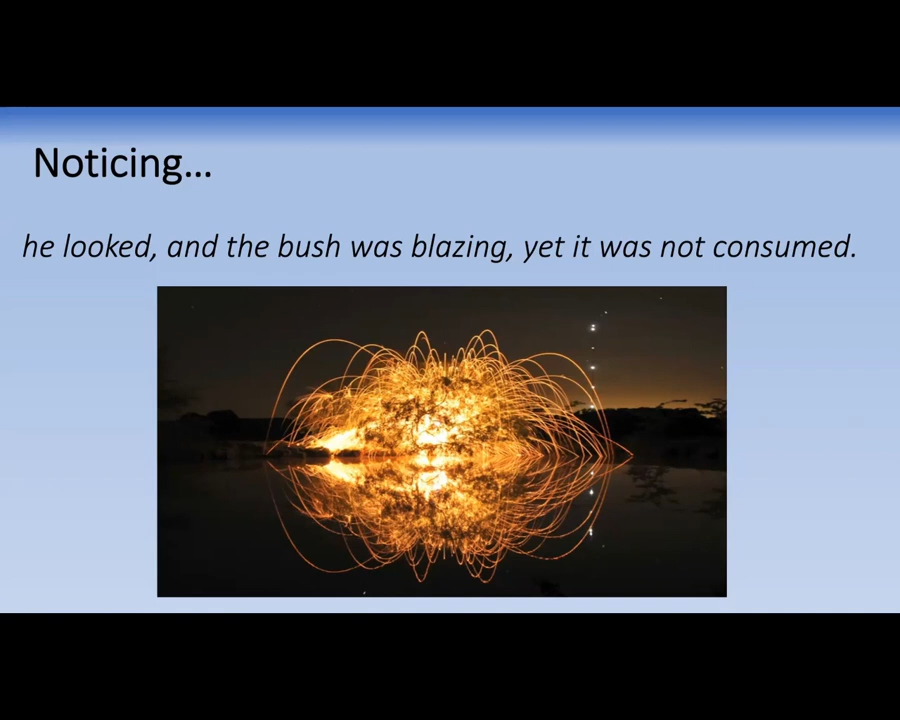 Noticing…
he looked, and the bush was blazing, yet it was not consumed.